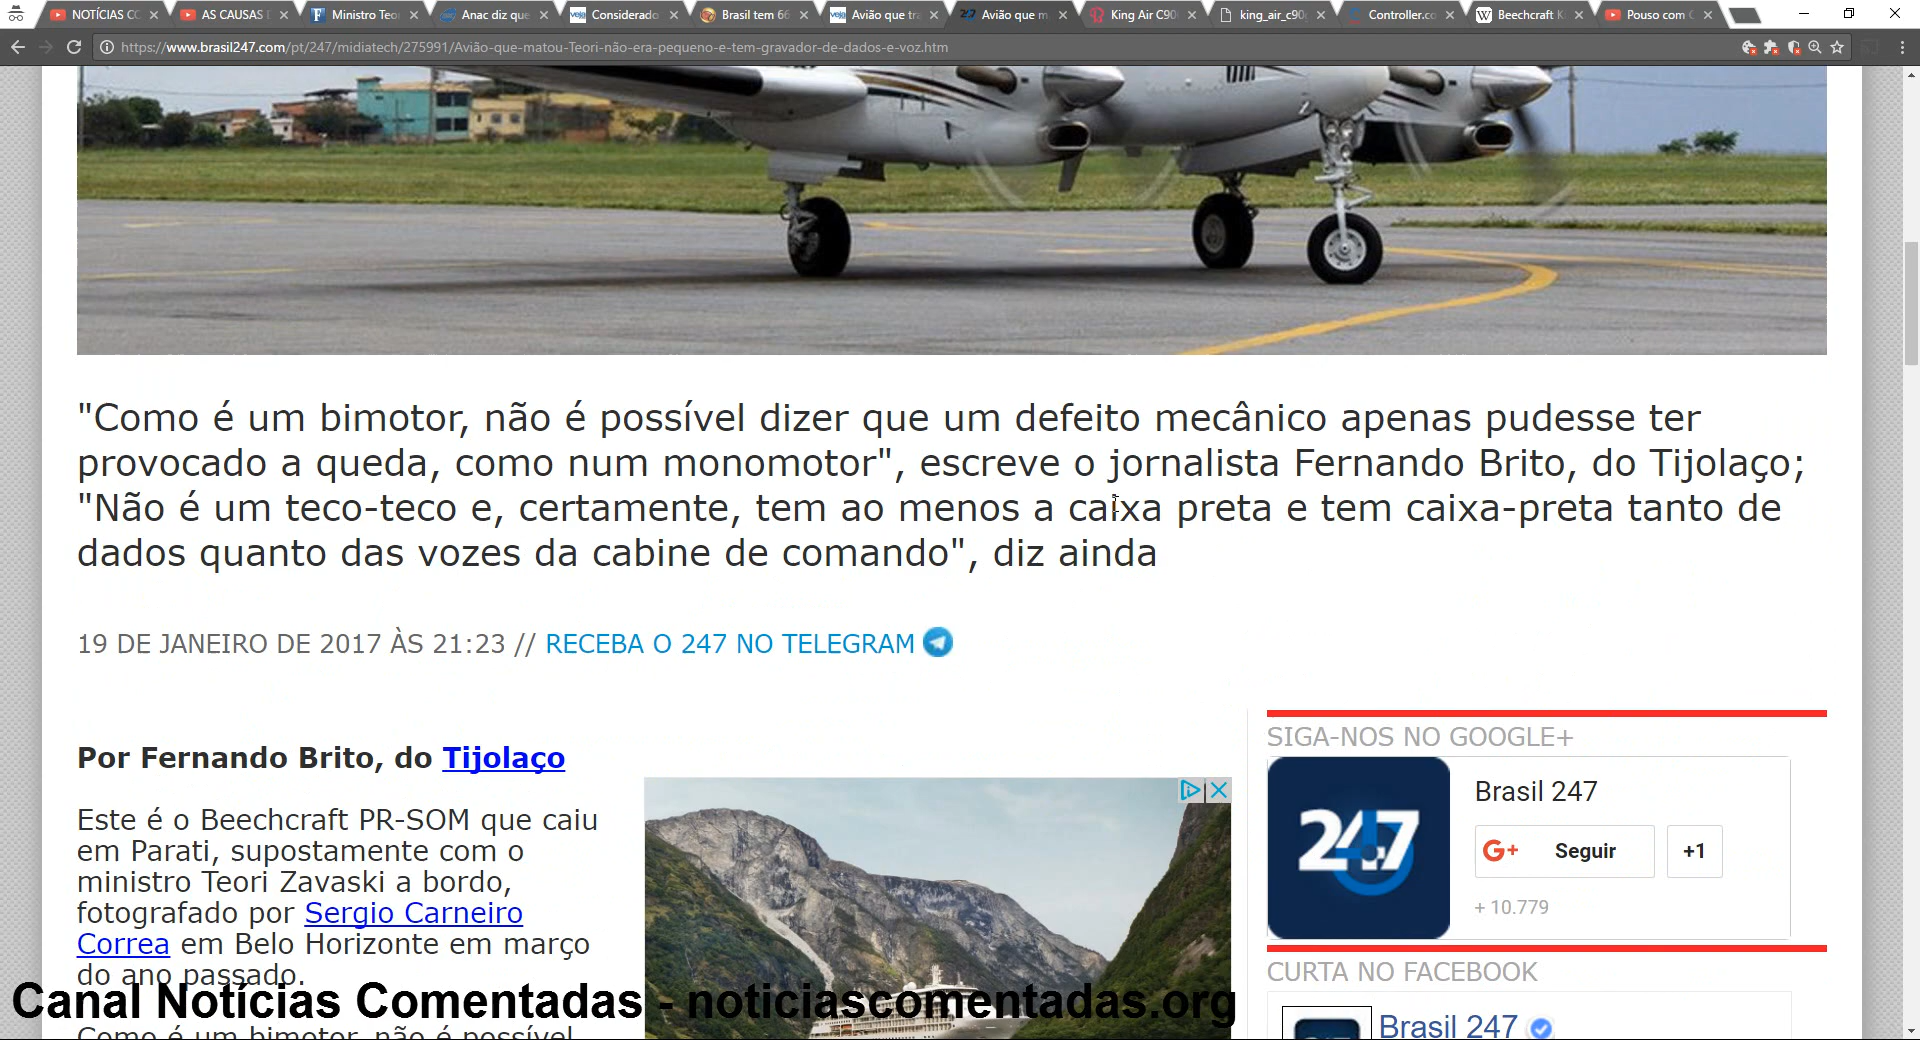 NOTÍCIAS CC
AS CAUSAS D
Ministro Teor
Anac diz que
Considerado
Brasil tem 66
Avião que tra
Avião que m
King Air C90
king_air_c90
Controller.co
Beechcraft K
Pouso com C
https://www.brasil247.com/pt/247/midiatech/275991/Avião-que-matou-Teori-não-era-pequeno-e-tem-gravador-de-dados-e-voz.htm
"Como é um bimotor, não é possível dizer que um defeito mecânico apenas pudesse ter
provocado a queda, como num monomotor", escreve o jornalista Fernando Brito, do Tijolaço;
"Não é um teco-teco e, certamente, tem ao menos a caixa preta e tem caixa-preta tanto de
dados quanto das vozes da cabine de comando", diz ainda
19 DE JANEIRO DE 2017 ÀS 21:23 // RECEBA O 247 NO TELEGRAM
Por Fernando Brito, do Tijolaço
Este é o Beechcraft PR-SOM que caiu
em Parati, supostamente com o
ministro Teori Zavaski a bordo,
fotografado por Sergio Carneiro
Correa em Belo Horizonte em março
do ano passado.
Como é um bimotor, não é possível
SIGA-NOS NO GOOGLE+
247
Brasil 247
G+ Seguir +1
+ 10.779
CURTA NO FACEBOOK
Brasil 247
Canal Notícias Comentadas - noticiascomentadas.org